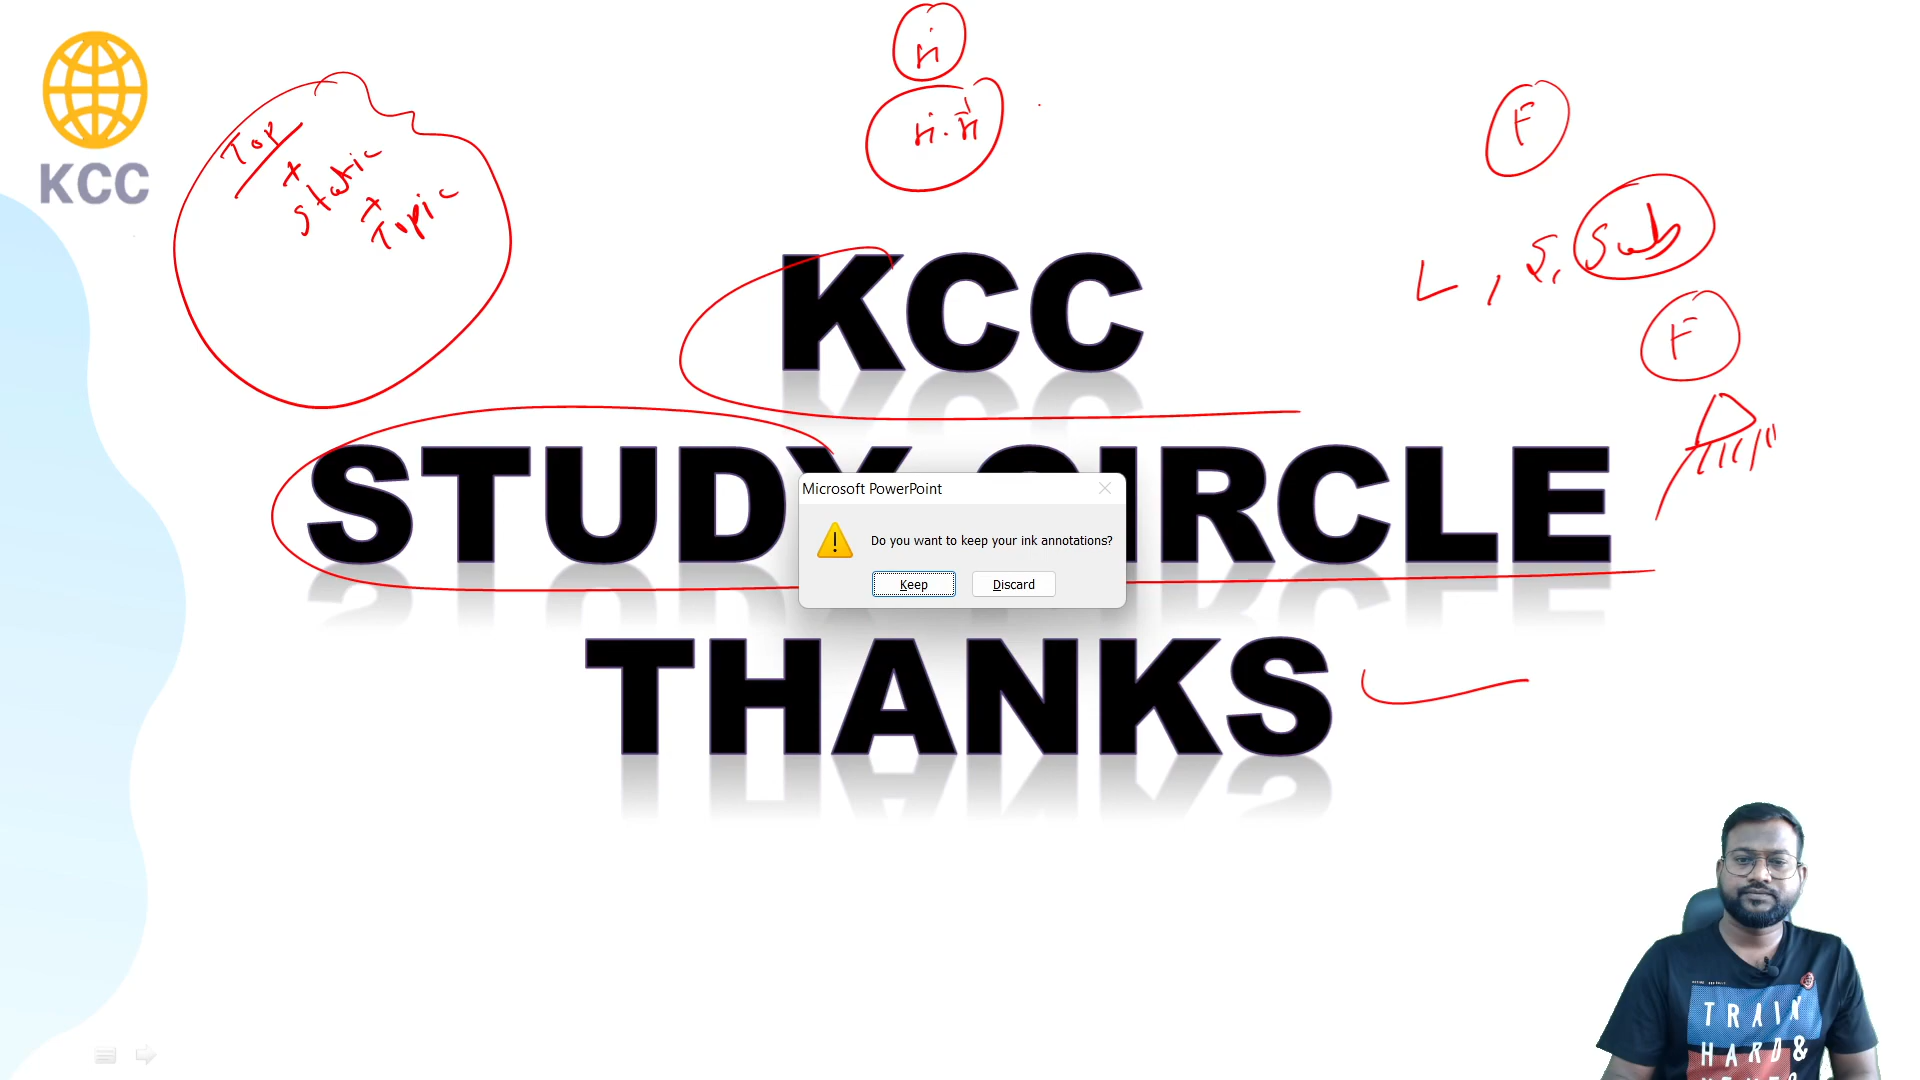 KCC
Top
+
static
+
Topic
F
L, S, Sub
F
KCC
STUDY CIRCLE
Microsoft PowerPoint
Do you want to keep your ink annotations?
Keep
Discard
THANKS
TRAIN
HARD&